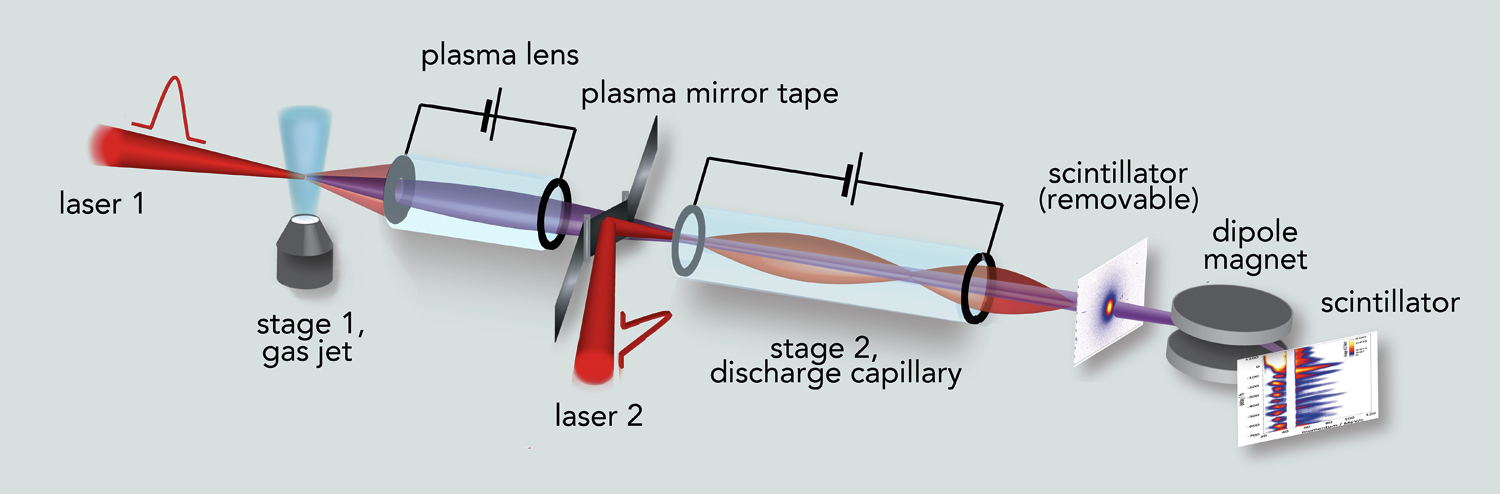 plasma lens
plasma mirror tape
laser 1
scintillator
(removable)
dipole
magnet
scintillator
stage 1,
gas jet
stage 2,
discharge capillary
laser 2